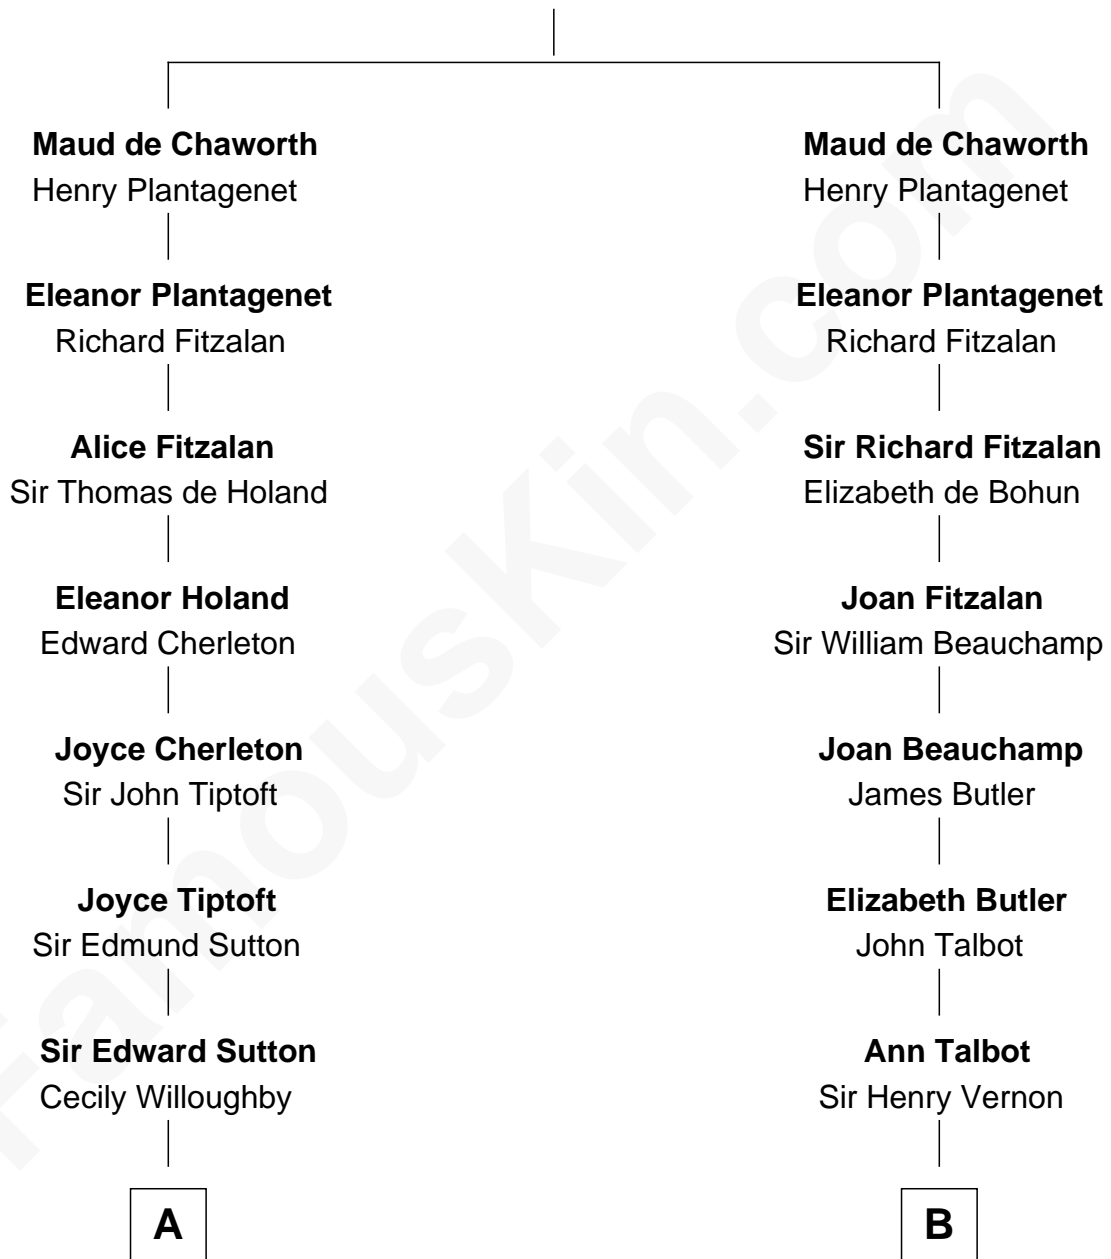 Maud de Chaworth
Henry Plantagenet
Eleanor Plantagenet
Richard Fitzalan
Alice Fitzalan
Sir Thomas de Holand
Eleanor Holand
Edward Cherleton
Joyce Cherleton
Sir John Tiptoft
Joyce Tiptoft
Sir Edmund Sutton
Sir Edward Sutton
Cecily Willoughby
A
Maud de Chaworth
Henry Plantagenet
Eleanor Plantagenet
Richard Fitzalan
Sir Richard Fitzalan
Elizabeth de Bohun
Joan Fitzalan
Sir William Beauchamp
Joan Beauchamp
James Butler
Elizabeth Butler
John Talbot
Ann Talbot
Sir Henry Vernon
B
FamousKin.com